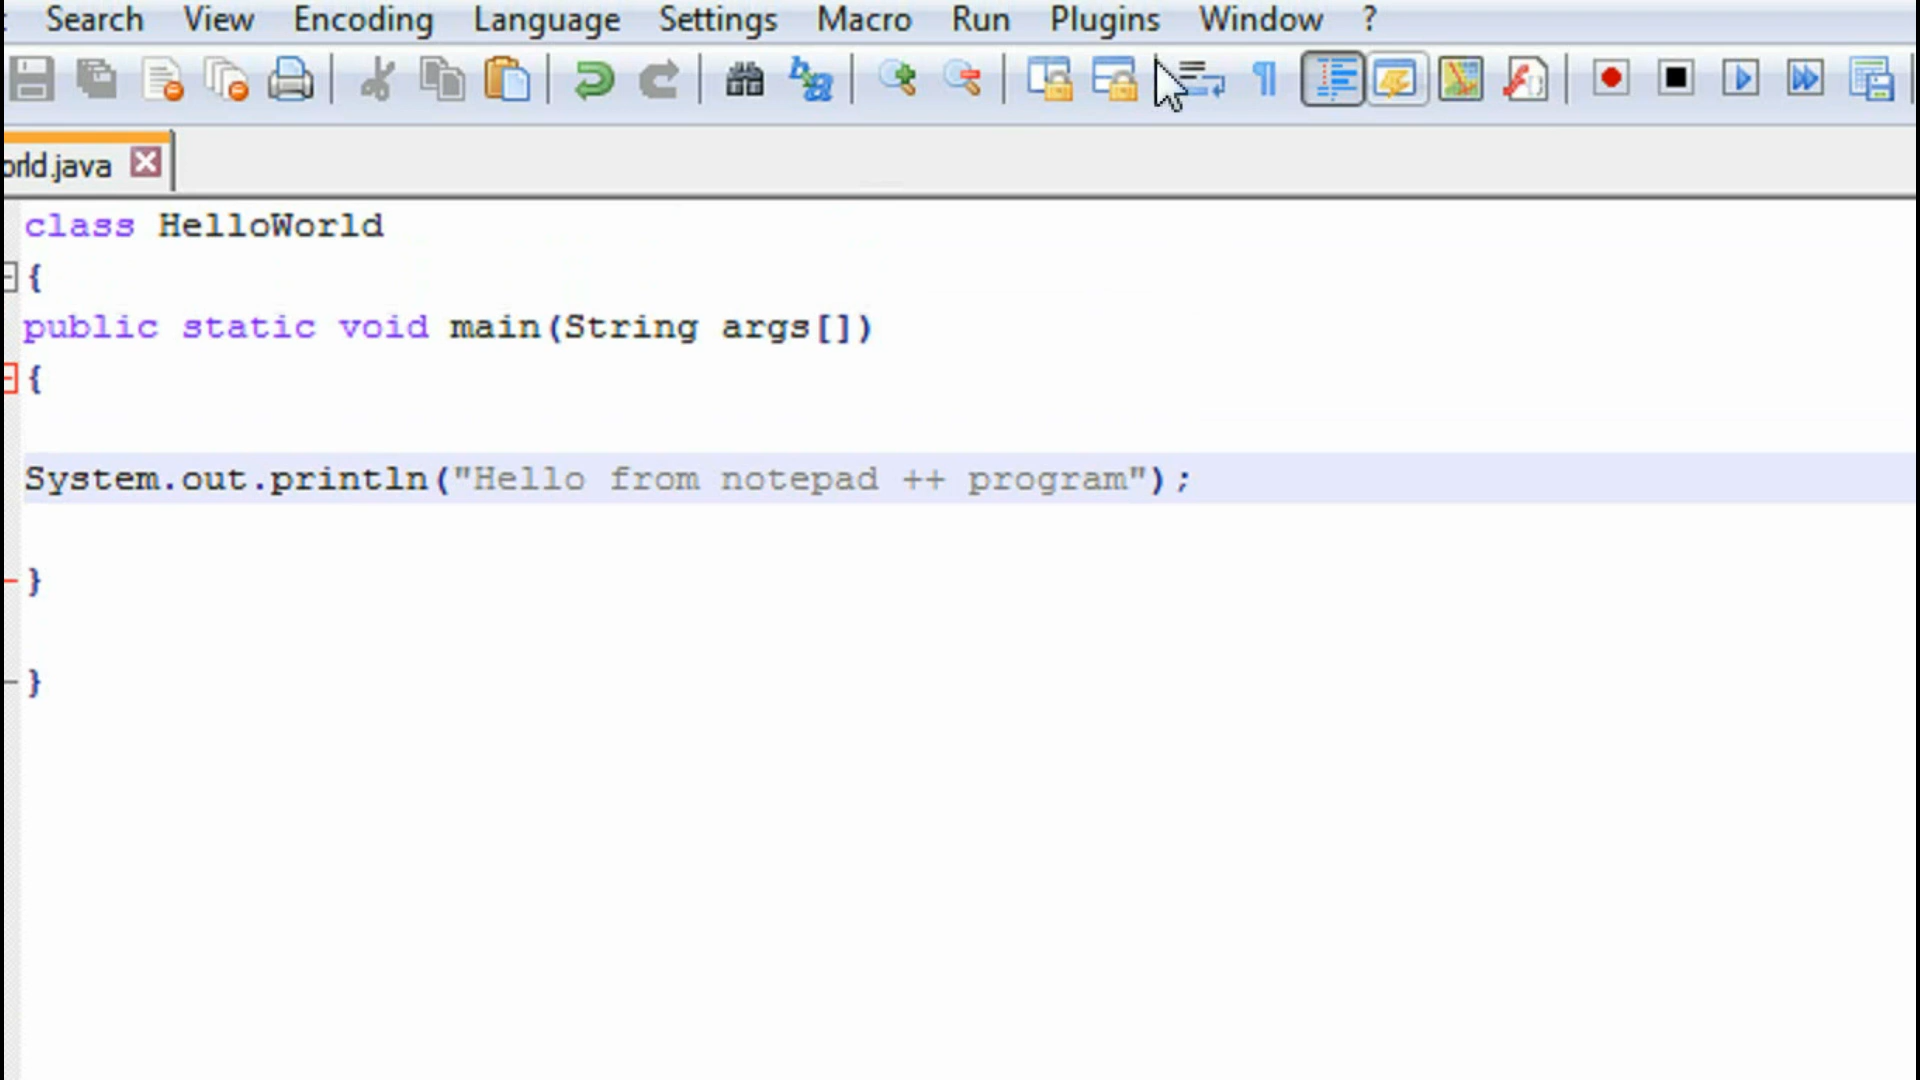 Search View Encoding Language Settings Macro Run Plugins Window ?
orld.java
class HelloWorld
{
public static void main(String args[])
{
System.out.println("Hello from notepad ++ program");
}
}